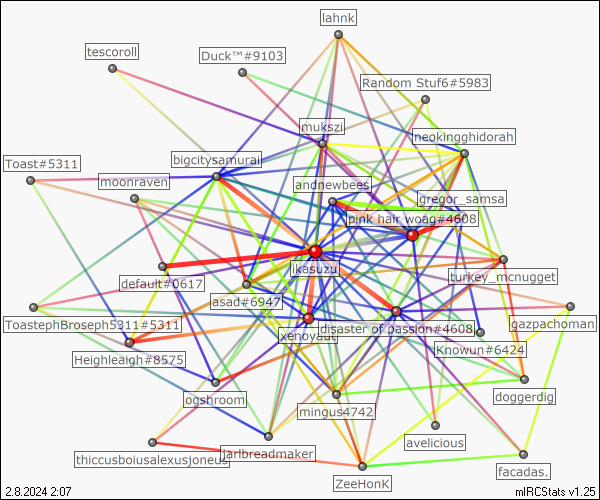 lahnk
tescoroll
Duck™#9103
Random Stuf6#5983
mukszi
neokingghidorah
bigcitysamurai
Toast#5311
moonraven
andnewbees
gregor_samsa
pink hair woag#4608
likasuzu
turkey_mcnugget
default#0617
asad#6947
ToastephBroseph5311#5311
xenoyaut
disaster of passion#4608
gazpachoman
Knowun#6424
Heighleaigh#8575
ogshroom
mingus4742
doggerdig
avelicious
thiccusboiusalexusjoneus
jarlbreadmaker
facadas.
ZeeHonK
2.8.2024 2:07
mIRCStats v1.25